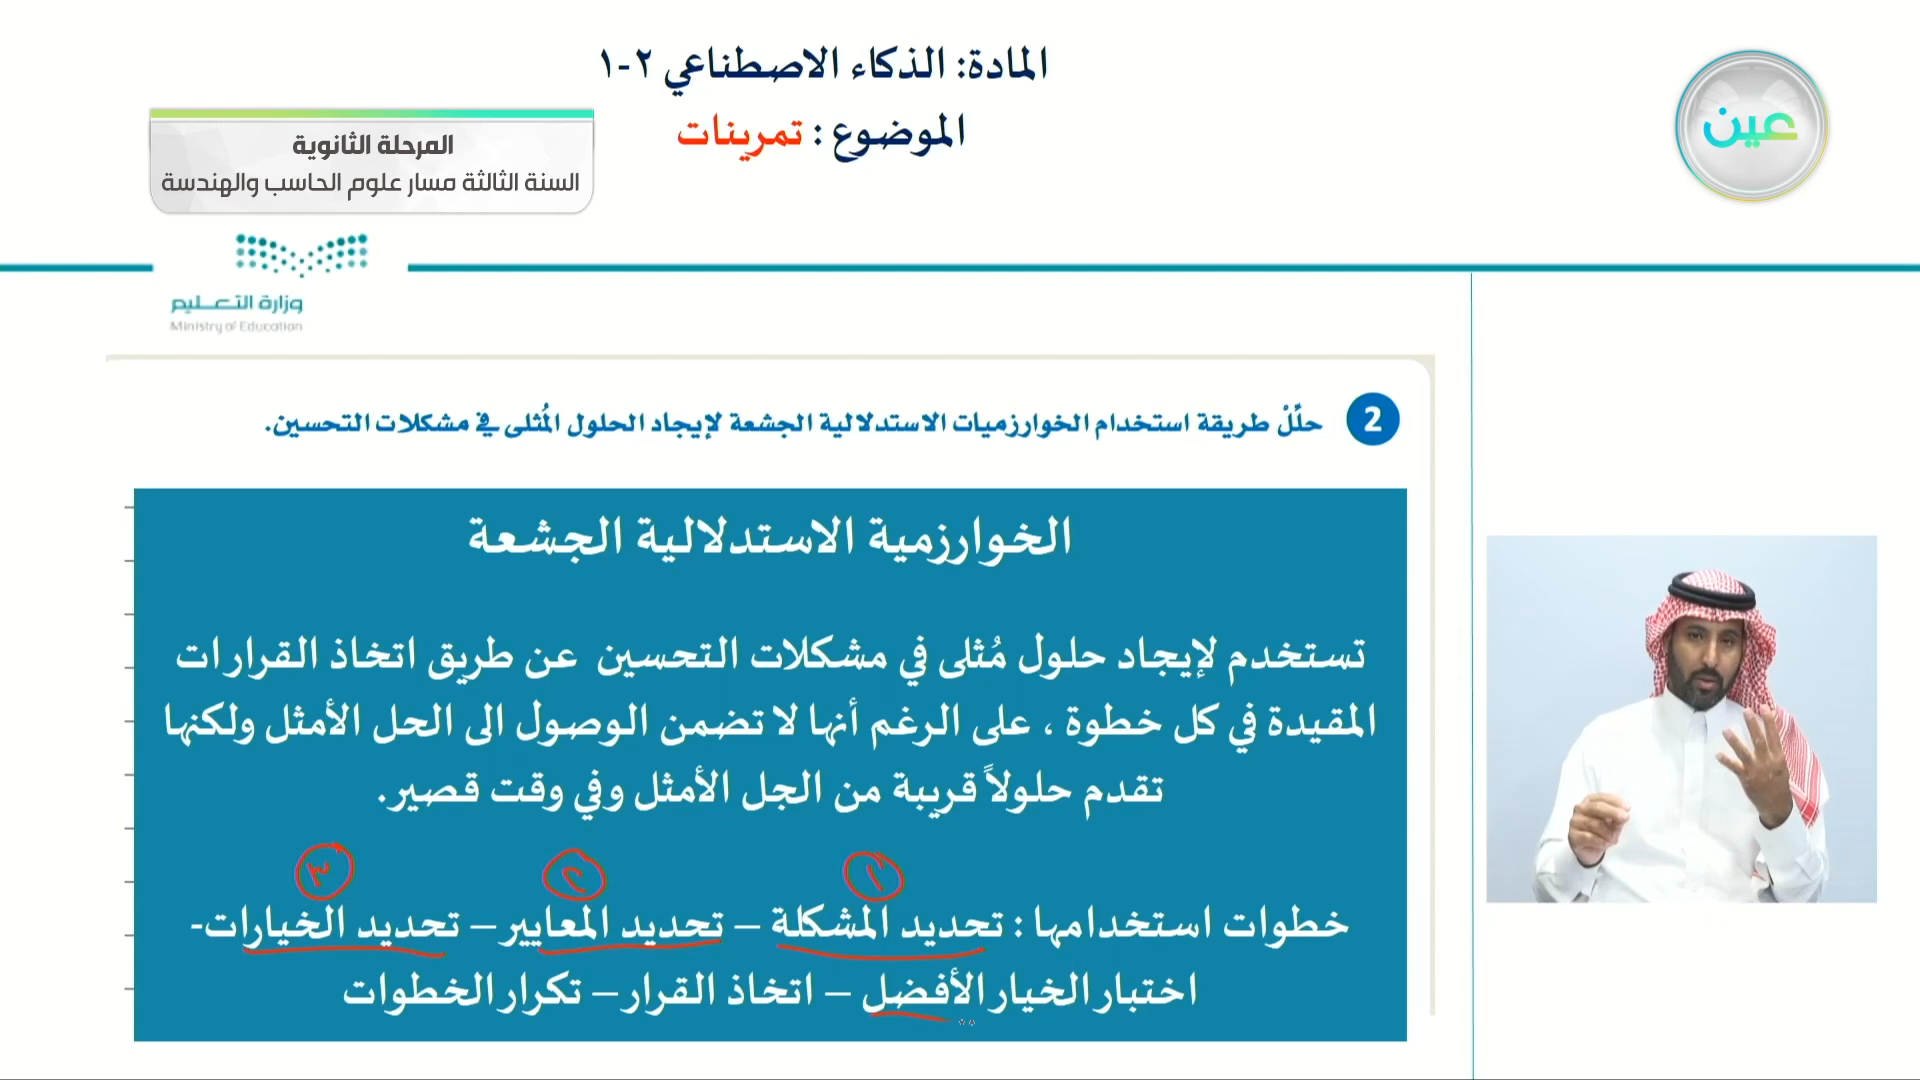 المادة: الذكاء الاصطناعي ٢-١
الموضوع : تمرينات
عين
المرحلة الثانوية
السنة الثالثة مسار علوم الحاسب والهندسة
وزارة التعليم
Ministry of Education
2 حلِّلْ طريقة استخدام الخوارزميات الاستدلالية الجشعة لإيجاد الحلول المُثلى في مشكلات التحسين.
الخوارزمية الاستدلالية الجشعة
تستخدم لإيجاد حلول مُثلى في مشكلات التحسين عن طريق اتخاذ القرارات
المقيدة في كل خطوة ، على الرغم أنها لا تضمن الوصول الى الحل الأمثل ولكنها
تقدم حلولاً قريبة من الجل الأمثل وفي وقت قصير.
١ ٢ ٣
خطوات استخدامها : تحديد المشكلة – تحديد المعايير – تحديد الخيارات-
اختبار الخيار الأفضل – اتخاذ القرار – تكرار الخطوات